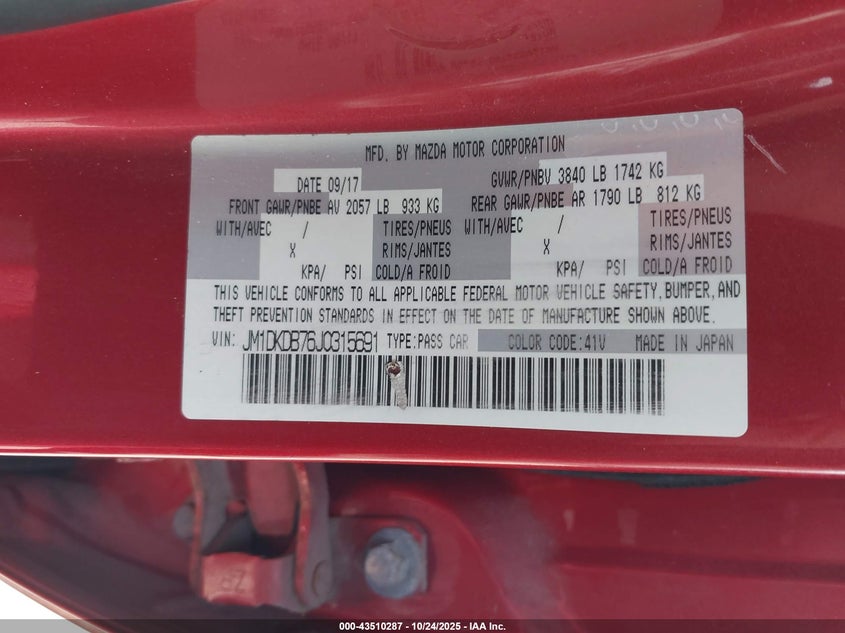 MFD. BY MAZDA MOTOR CORPORATION
DATE 09/17
GVWR/PNBV 3840 LB 1742 KG
FRONT GAWR/PNBE AV 2057 LB 933 KG
REAR GAWR/PNBE AR 1790 LB 812 KG
WITH/AVEC / TIRES/PNEUS
WITH/AVEC / TIRES/PNEUS
X RIMS/JANTES
X RIMS/JANTES
KPA/ PSI COLD/A FROID
KPA/ PSI COLD/A FROID
THIS VEHICLE CONFORMS TO ALL APPLICABLE FEDERAL MOTOR VEHICLE SAFETY, BUMPER, AND
THEFT PREVENTION STANDARDS IN EFFECT ON THE DATE OF MANUFACTURE SHOWN ABOVE.
VIN: JM1DKDB76J0315691 TYPE:PASS CAR COLOR CODE:41V MADE IN JAPAN
000-43510287 - 10/24/2025 - IAA Inc.